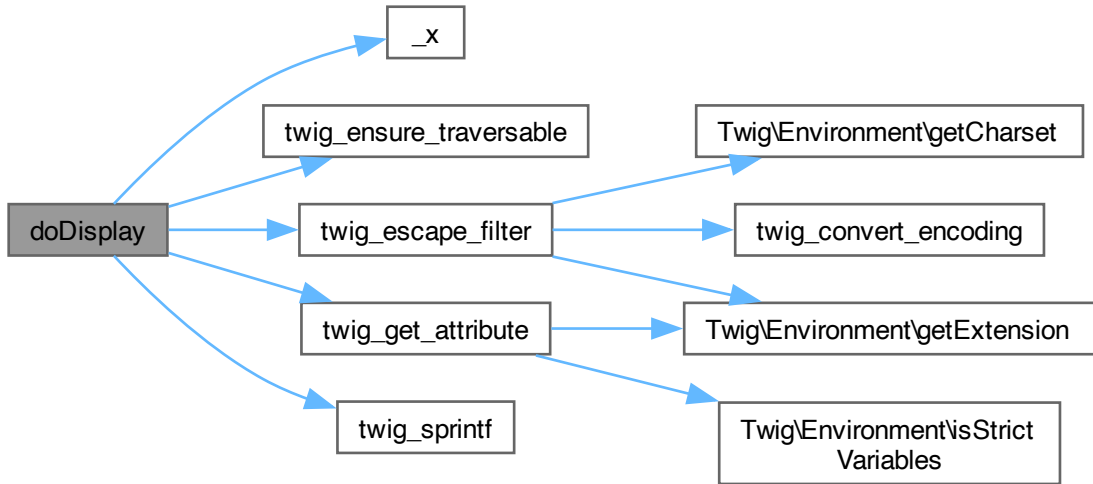 _x
twig_ensure_traversable
Twig\Environment\getCharset
doDisplay
twig_escape_filter
twig_convert_encoding
twig_get_attribute
Twig\Environment\getExtension
twig_sprintf
Twig\Environment\isStrict
Variables